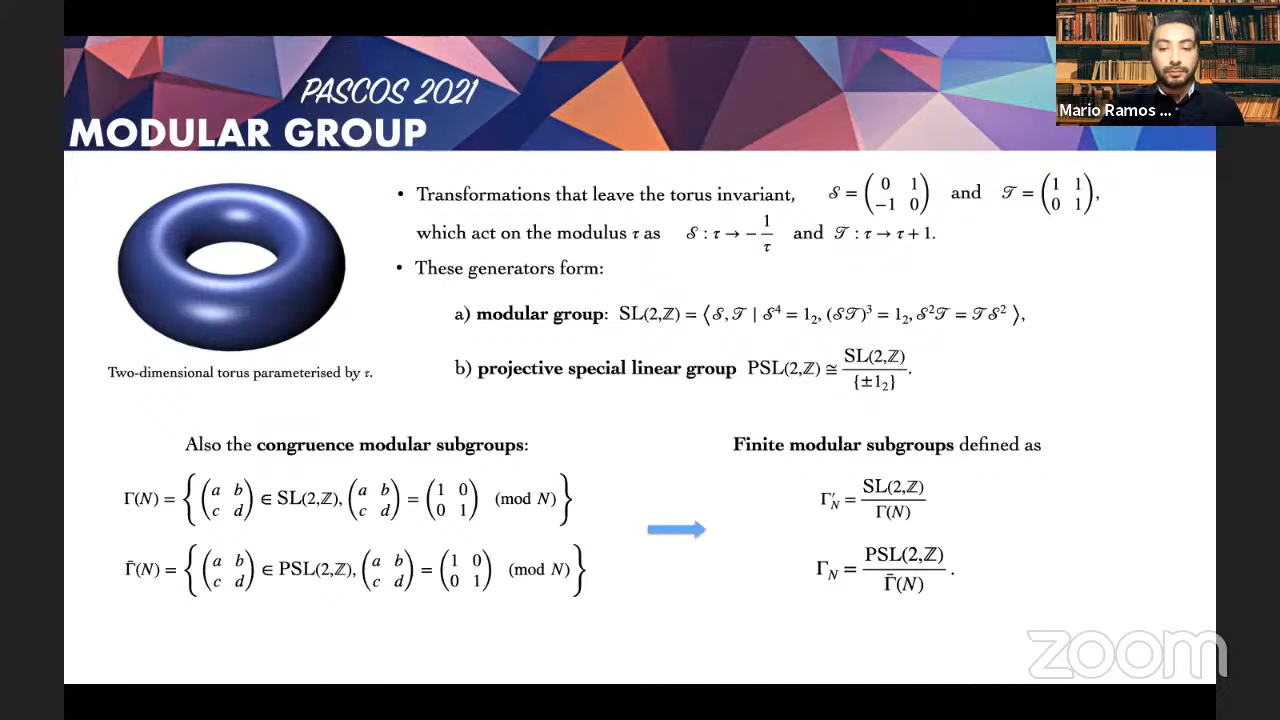 PASCOS 2021
MODULAR GROUP
Mario Ramos ...
• Transformations that leave the torus invariant, 𝒮 = ( 0 1 ; −1 0 ) and 𝒯 = ( 1 1 ; 0 1 ),
which act on the modulus τ as 𝒮 : τ → − 1/τ and 𝒯 : τ → τ + 1.
• These generators form:
a) modular group: SL(2,ℤ) = ⟨ 𝒮, 𝒯 | 𝒮⁴ = 1₂, (𝒮𝒯)³ = 1₂, 𝒮²𝒯 = 𝒯𝒮² ⟩,
b) projective special linear group PSL(2,ℤ) ≅ SL(2,ℤ) / {±1₂}.
Two-dimensional torus parameterised by τ.
Also the congruence modular subgroups:
Γ(N) = { ( a b ; c d ) ∈ SL(2,ℤ), ( a b ; c d ) = ( 1 0 ; 0 1 ) (mod N) }
Γ̄(N) = { ( a b ; c d ) ∈ PSL(2,ℤ), ( a b ; c d ) = ( 1 0 ; 0 1 ) (mod N) }
Finite modular subgroups defined as
Γ′_N = SL(2,ℤ) / Γ(N)
Γ_N = PSL(2,ℤ) / Γ̄(N) .
zoom